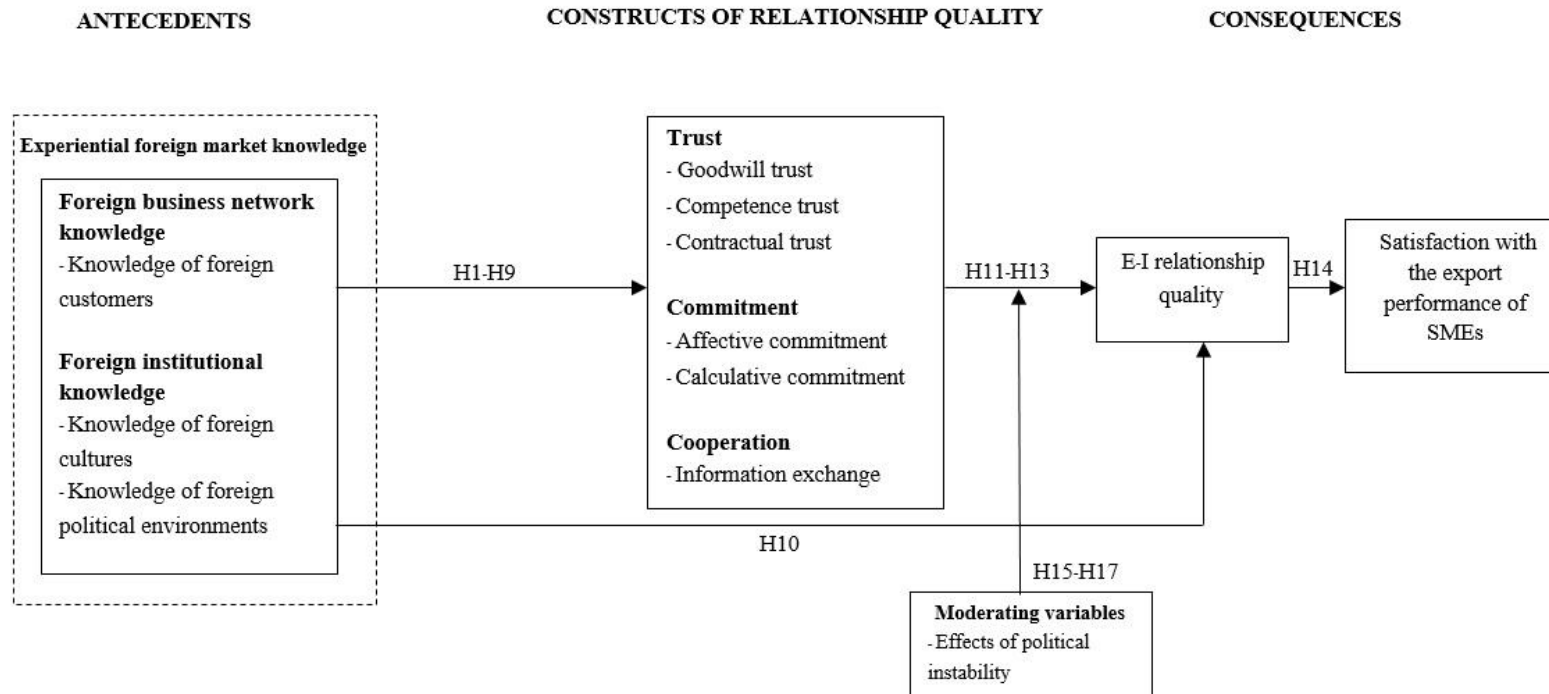 ANTECEDENTS
CONSTRUCTS OF RELATIONSHIP QUALITY
CONSEQUENCES
Experiential foreign market knowledge
Foreign business network
knowledge
- Knowledge of foreign
customers
Foreign institutional
knowledge
- Knowledge of foreign
cultures
- Knowledge of foreign
political environments
H1-H9
Trust
- Goodwill trust
- Competence trust
- Contractual trust
Commitment
- Affective commitment
- Calculative commitment
Cooperation
- Information exchange
H11-H13
E-I relationship
quality
H14
Satisfaction with
the export
performance of
SMEs
H10
H15-H17
Moderating variables
- Effects of political
instability